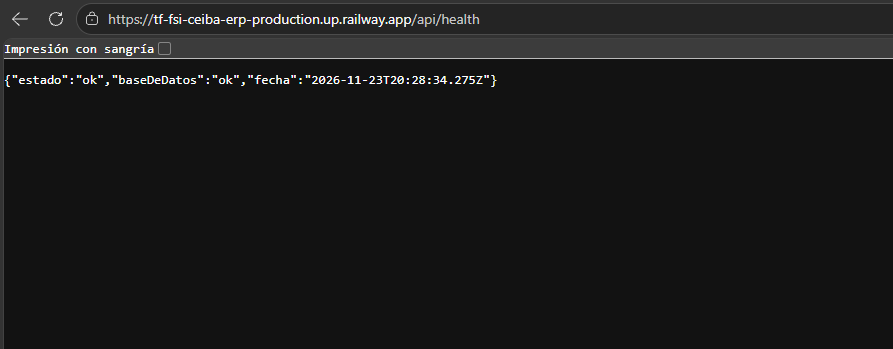 https://tf-fsi-ceiba-erp-production.up.railway.app/api/health
Impresión con sangría
{"estado":"ok","baseDeDatos":"ok","fecha":"2026-11-23T20:28:34.275Z"}